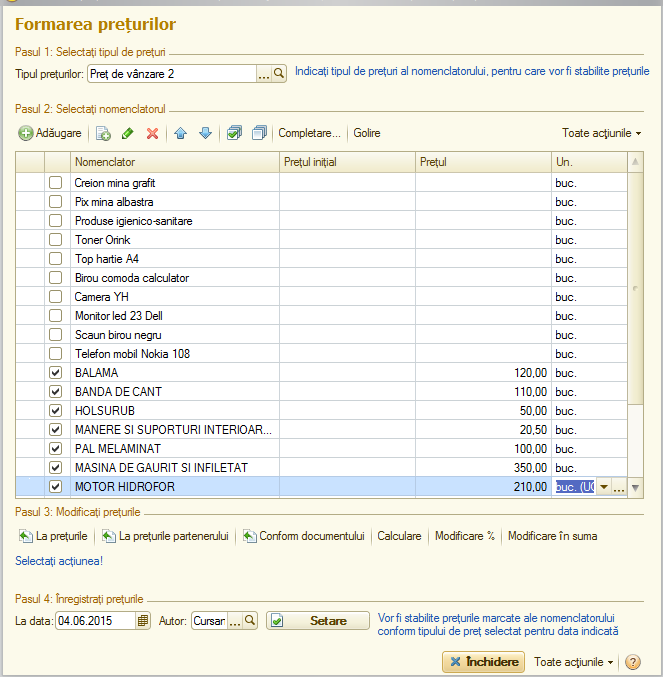 Formarea prețurilor
Pasul 1: Selectați tipul de prețuri
Tipul prețurilor: Preț de vânzare 2 ... Indicați tipul de prețuri al nomenclatorului, pentru care vor fi stabilite prețurile
Pasul 2: Selectați nomenclatorul
Adăugare Completare... Golire Toate acțiunile
Nomenclator Prețul inițial Prețul Un.
Creion mina grafit buc.
Pix mina albastra buc.
Produse igienico-sanitare buc.
Toner Orink buc.
Top hartie A4 buc.
Birou comoda calculator buc.
Camera YH buc.
Monitor led 23 Dell buc.
Scaun birou negru buc.
Telefon mobil Nokia 108 buc.
BALAMA 120,00 buc.
BANDA DE CANT 110,00 buc.
HOLSURUB 50,00 buc.
MANERE SI SUPORTURI INTERIOAR... 20,50 buc.
PAL MELAMINAT 100,00 buc.
MASINA DE GAURIT SI INFILETAT 350,00 buc.
MOTOR HIDROFOR 210,00 buc. ...
Pasul 3: Modificați prețurile
La prețurile La prețurile partenerului Conform documentului Calculare Modificare % Modificare în suma
Selectați acțiunea!
Pasul 4: Înregistrați prețurile
La data: 04.06.2015 Autor: Cursan ... Setare Vor fi stabilite prețurile marcate ale nomenclatorului
conform tipului de preț selectat pentru data indicată
Închidere Toate acțiunile ?